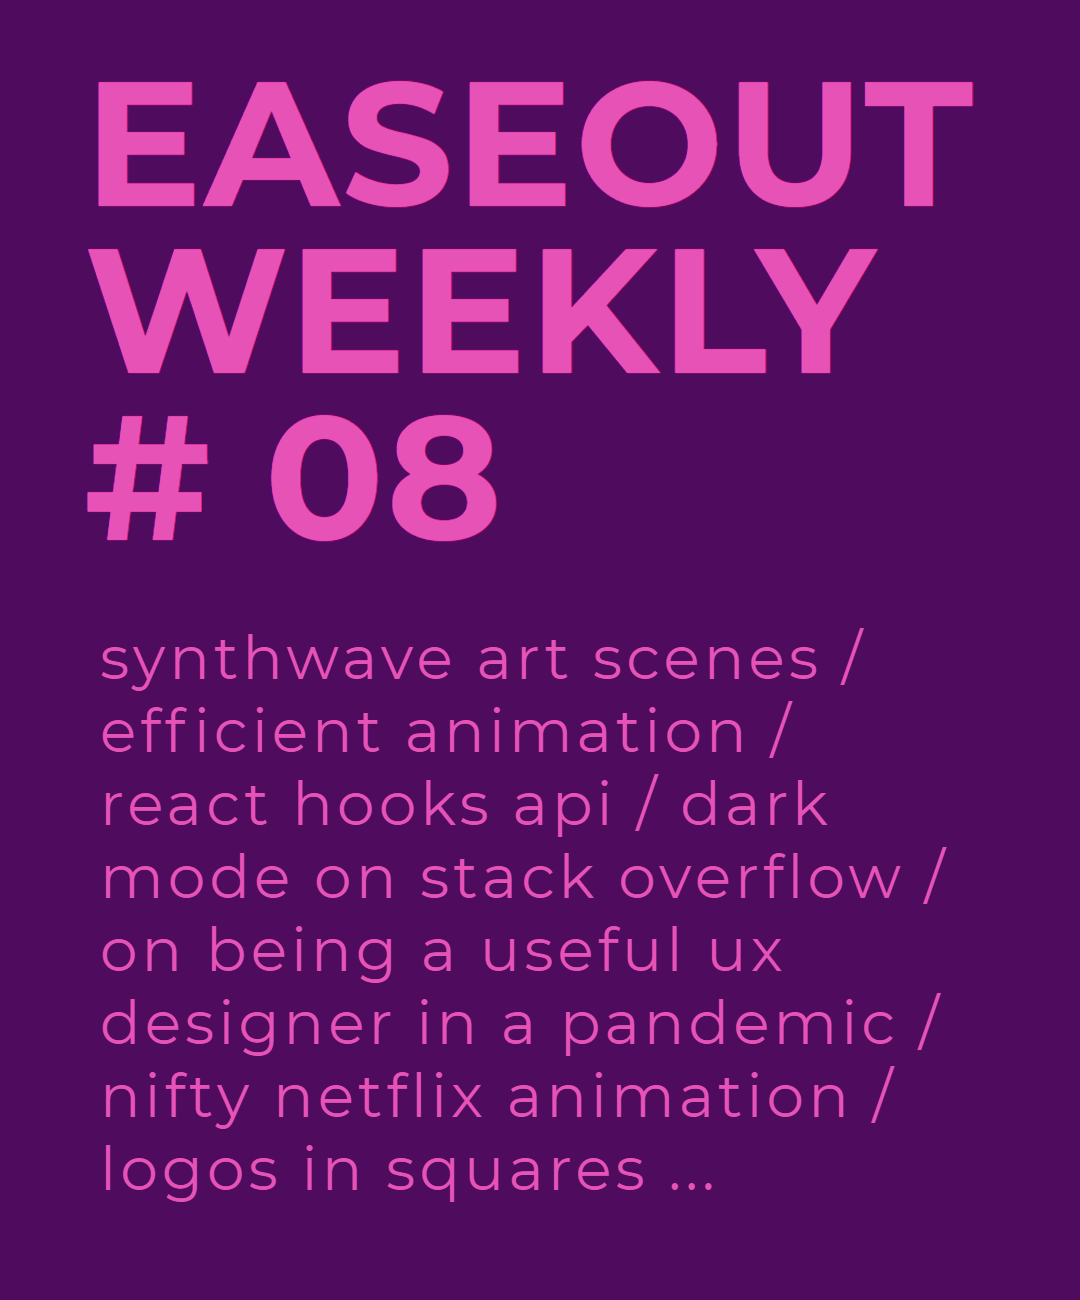 EASEOUT
WEEKLY
# 08
synthwave art scenes /
efficient animation /
react hooks api / dark
mode on stack overflow /
on being a useful ux
designer in a pandemic /
nifty netflix animation /
logos in squares ...